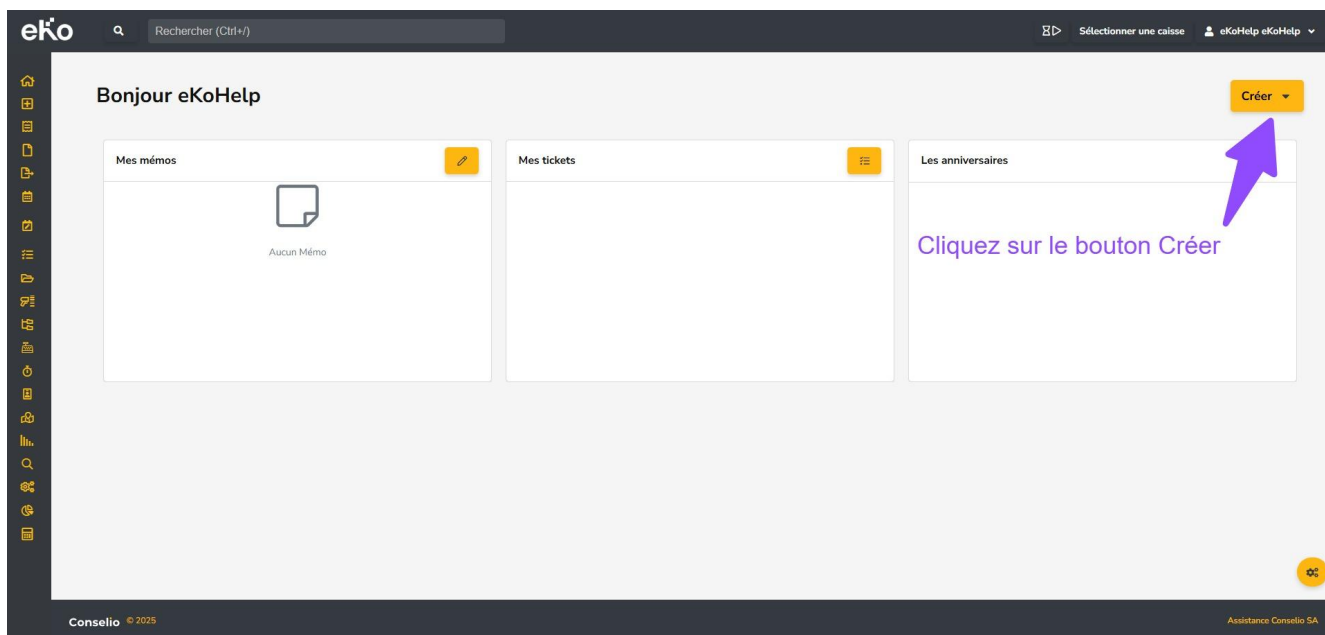 eko
Rechercher (Ctrl+/)
Sélectionner une caisse
eKoHelp eKoHelp
Bonjour eKoHelp
Créer
Mes mémos
Mes tickets
Les anniversaires
Aucun Mémo
Cliquez sur le bouton Créer
Conselio © 2025
Assistance Conselio SA